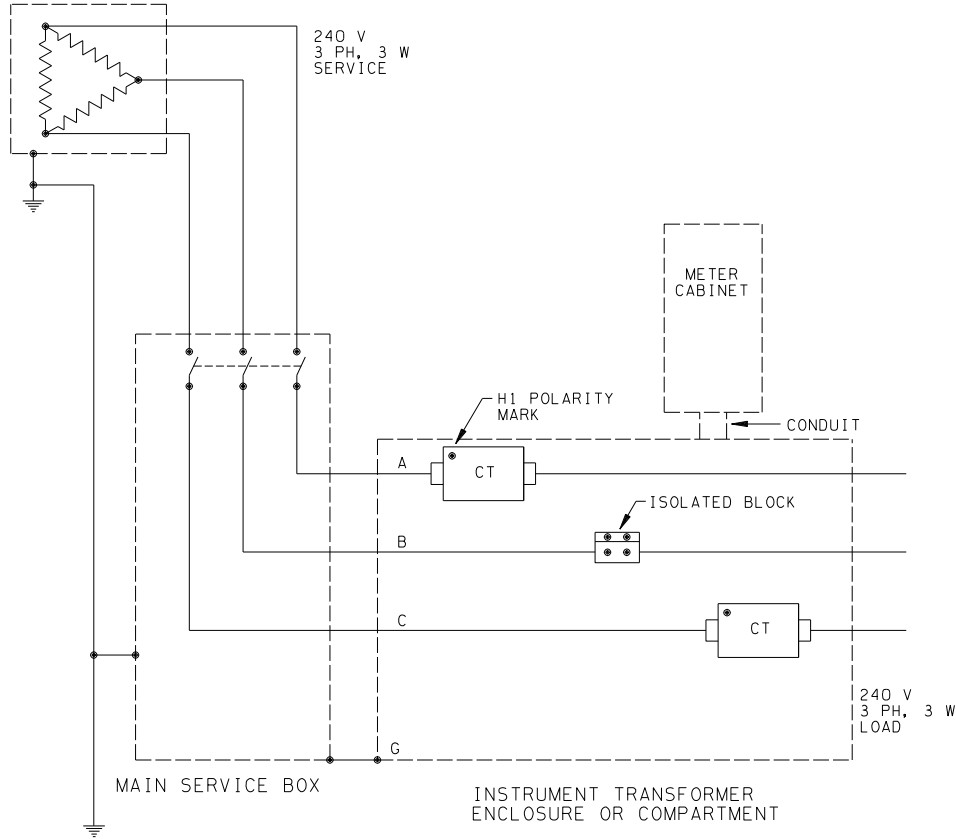 240 V
3 PH, 3 W
SERVICE
METER
CABINET
H1 POLARITY
MARK
CONDUIT
A
CT
ISOLATED BLOCK
B
C
CT
240 V
3 PH, 3 W
LOAD
G
MAIN SERVICE BOX
INSTRUMENT TRANSFORMER
ENCLOSURE OR COMPARTMENT